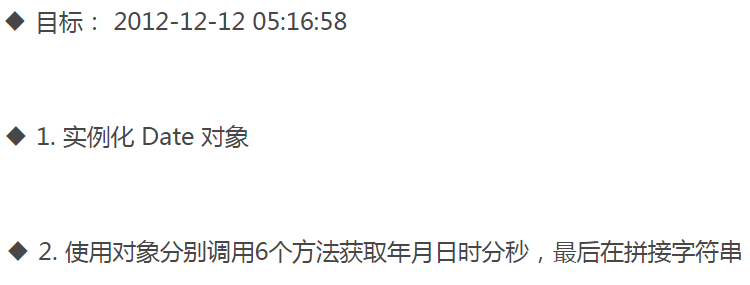 ◆ 目标： 2012-12-12 05:16:58
◆ 1. 实例化 Date 对象
◆ 2. 使用对象分别调用6个方法获取年月日时分秒，最后在拼接字符串